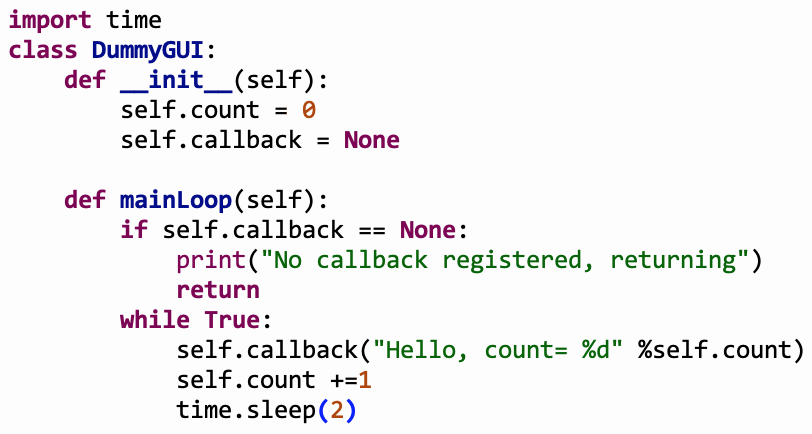 import time
class DummyGUI:
    def __init__(self):
        self.count = 0
        self.callback = None

    def mainLoop(self):
        if self.callback == None:
            print("No callback registered, returning")
            return
        while True:
            self.callback("Hello, count= %d" %self.count)
            self.count +=1
            time.sleep(2)